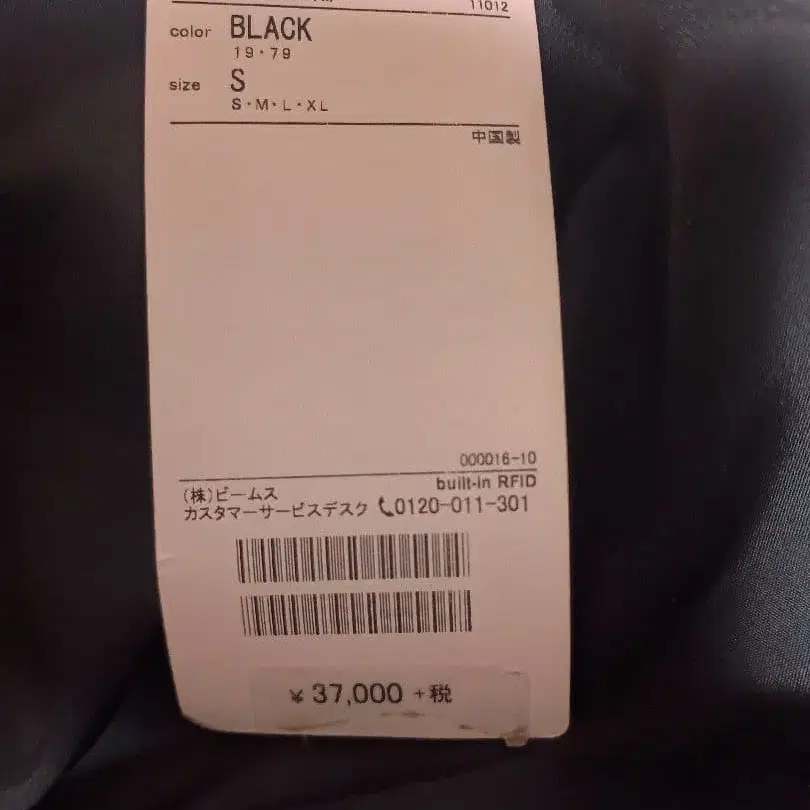 11012
color BLACK
19・79
size S
S・M・L・XL
中国製
000016-10
built-in RFID
(株)ビームス
カスタマーサービスデスク 0120-011-301
¥37,000+税